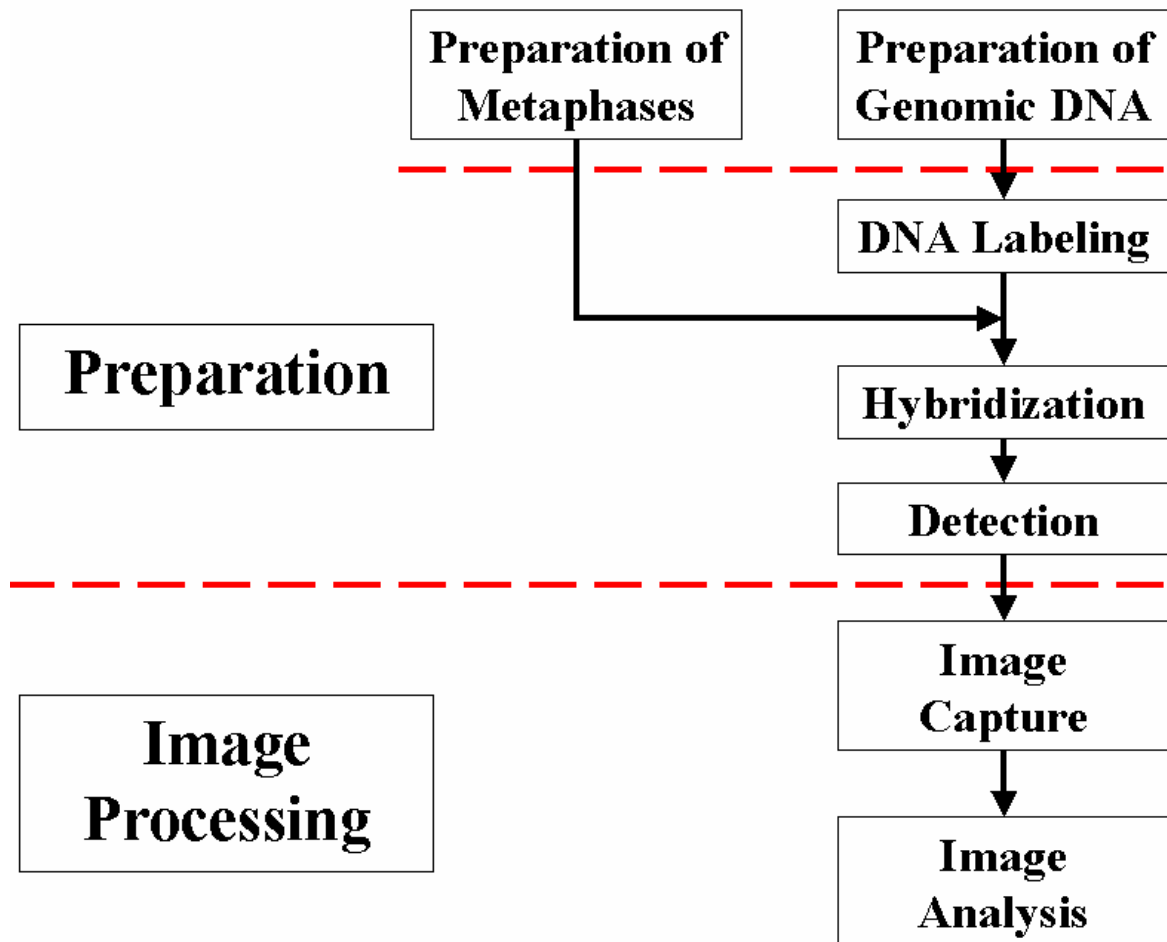 Preparation of
Metaphases
Preparation of
Genomic DNA
DNA Labeling
Preparation
Hybridization
Detection
Image
Capture
Image
Processing
Image
Analysis